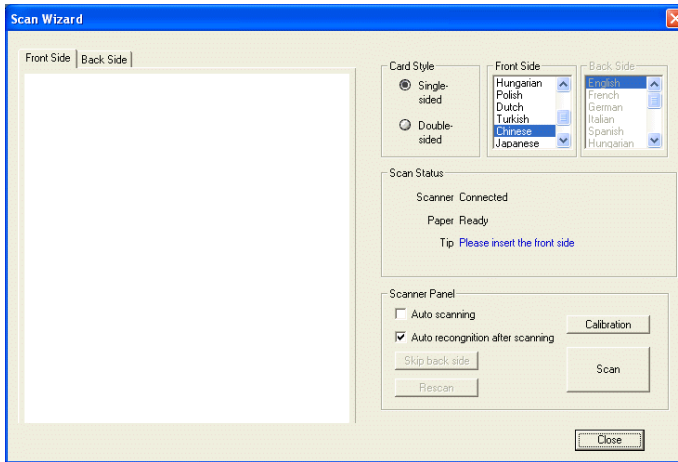 Scan Wizard
Front Side
Back Side
Card Style
Single-
sided
Double-
sided
Front Side
Hungarian
Polish
Dutch
Turkish
Chinese
Japanese
Back Side
English
French
German
Italian
Spanish
Hungarian
Scan Status
Scanner Connected
Paper Ready
Tip Please insert the front side
Scanner Panel
Auto scanning
Auto recongnition after scanning
Skip back side
Rescan
Calibration
Scan
Close